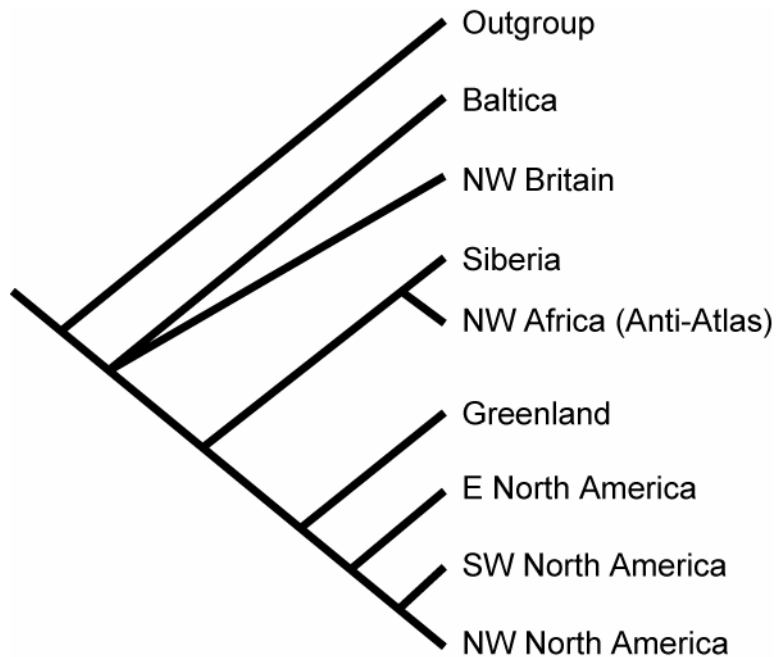 Outgroup
Baltica
NW Britain
Siberia
NW Africa (Anti-Atlas)
Greenland
E North America
SW North America
NW North America